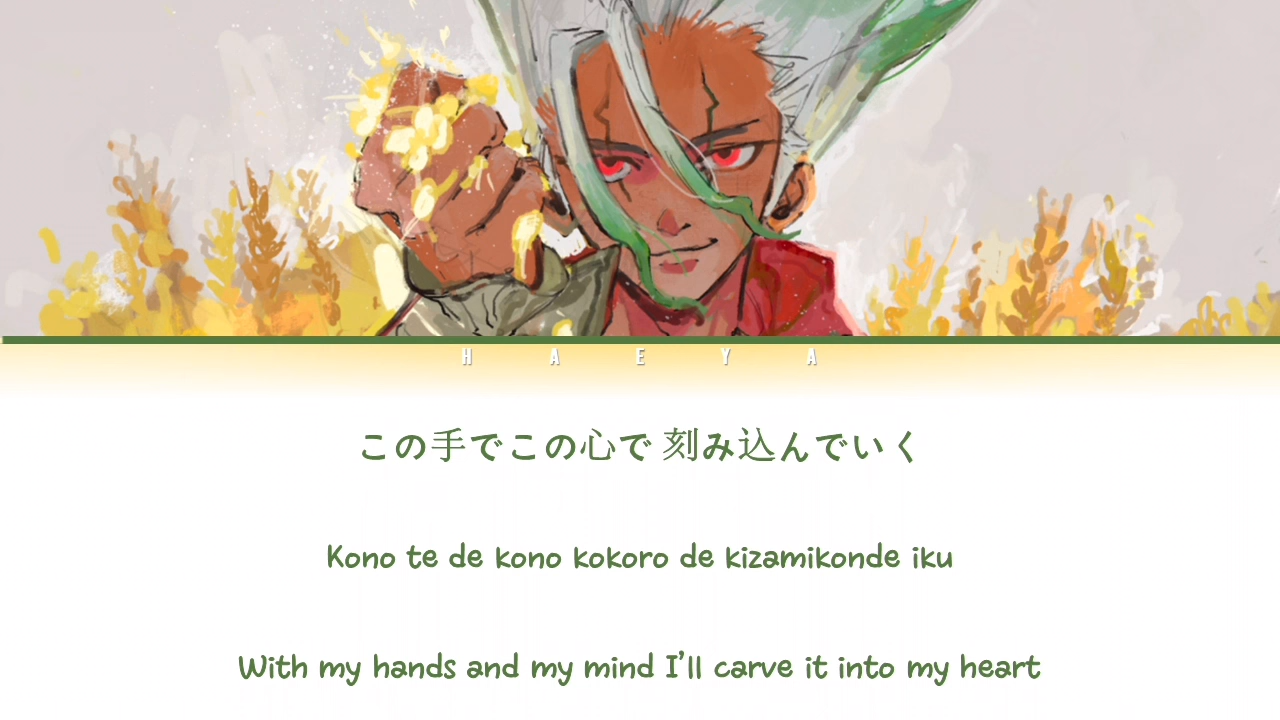 H A E Y A
この手でこの心で 刻み込んでいく
Kono te de kono kokoro de kizamikonde iku
With my hands and my mind I'll carve it into my heart